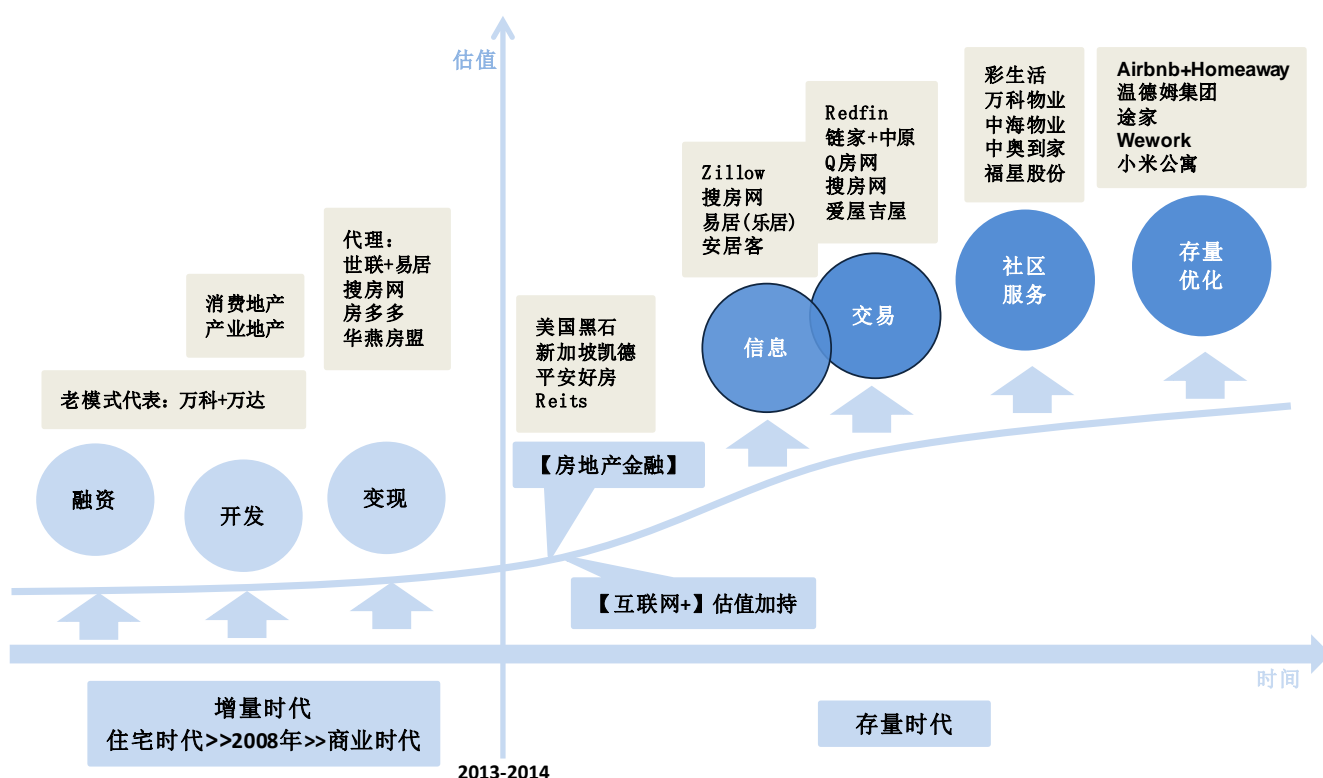 估值
彩生活
万科物业
中海物业
中奥到家
福星股份
Airbnb+Homeaway
温德姆集团
途家
Wework
小米公寓
Redfin
链家+中原
Q房网
搜房网
爱屋吉屋
Zillow
搜房网
易居(乐居)
安居客
代理：
世联+易居
搜房网
房多多
华燕房盟
消费地产
产业地产
美国黑石
新加坡凯德
平安好房
Reits
老模式代表：万科+万达
社区
服务
存量
优化
交易
信息
【房地产金融】
融资
开发
变现
【互联网+】估值加持
时间
增量时代
住宅时代>>2008年>>商业时代
存量时代
2013-2014